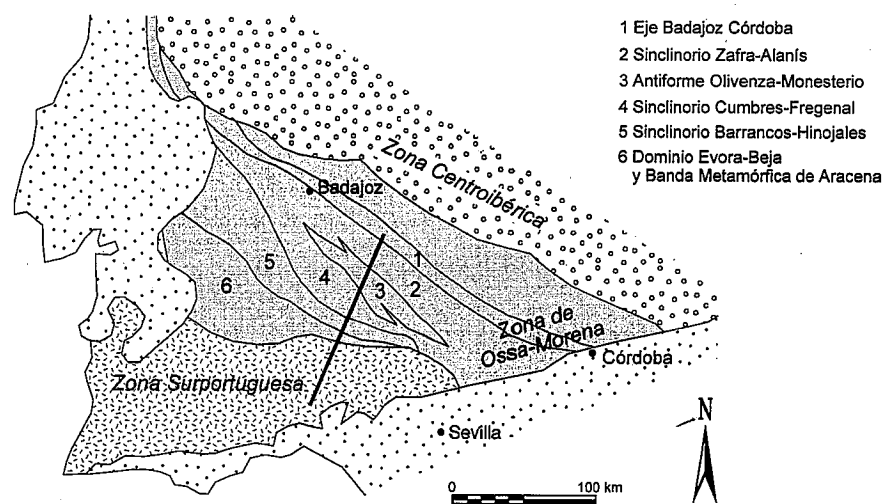 1 Eje Badajoz Córdoba
2 Sinclinorio Zafra-Alanís
3 Antiforme Olivenza-Monesterio
4 Sinclinorio Cumbres-Fregenal
5 Sinclinorio Barrancos-Hinojales
6 Dominio Evora-Beja
y Banda Metamórfica de Aracena
Zona Centroibérica
Badajoz
1
5
4
3
2
6
Zona de
Ossa-Morena
Córdoba
Zona Surportuguesa
Sevilla
N
0 100 km